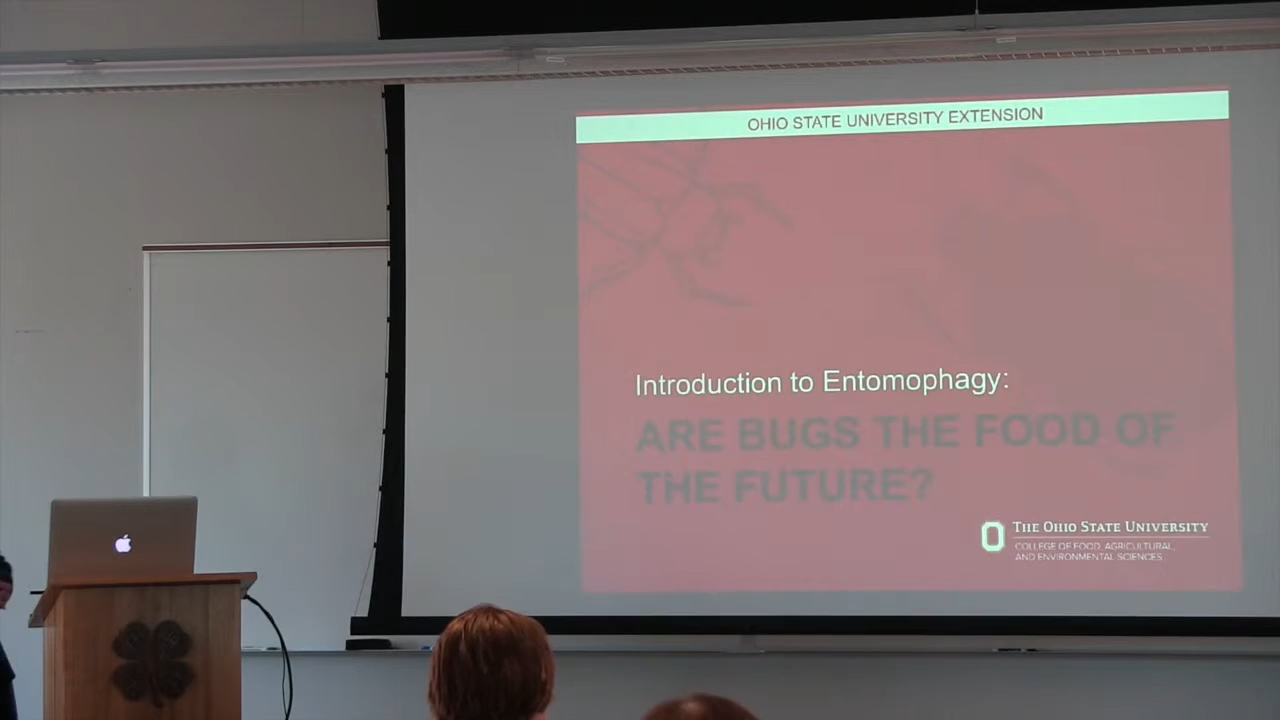 OHIO STATE UNIVERSITY EXTENSION
Introduction to Entomophagy:
ARE BUGS THE FOOD OF
THE FUTURE?
THE OHIO STATE UNIVERSITY
COLLEGE OF FOOD, AGRICULTURAL,
AND ENVIRONMENTAL SCIENCES